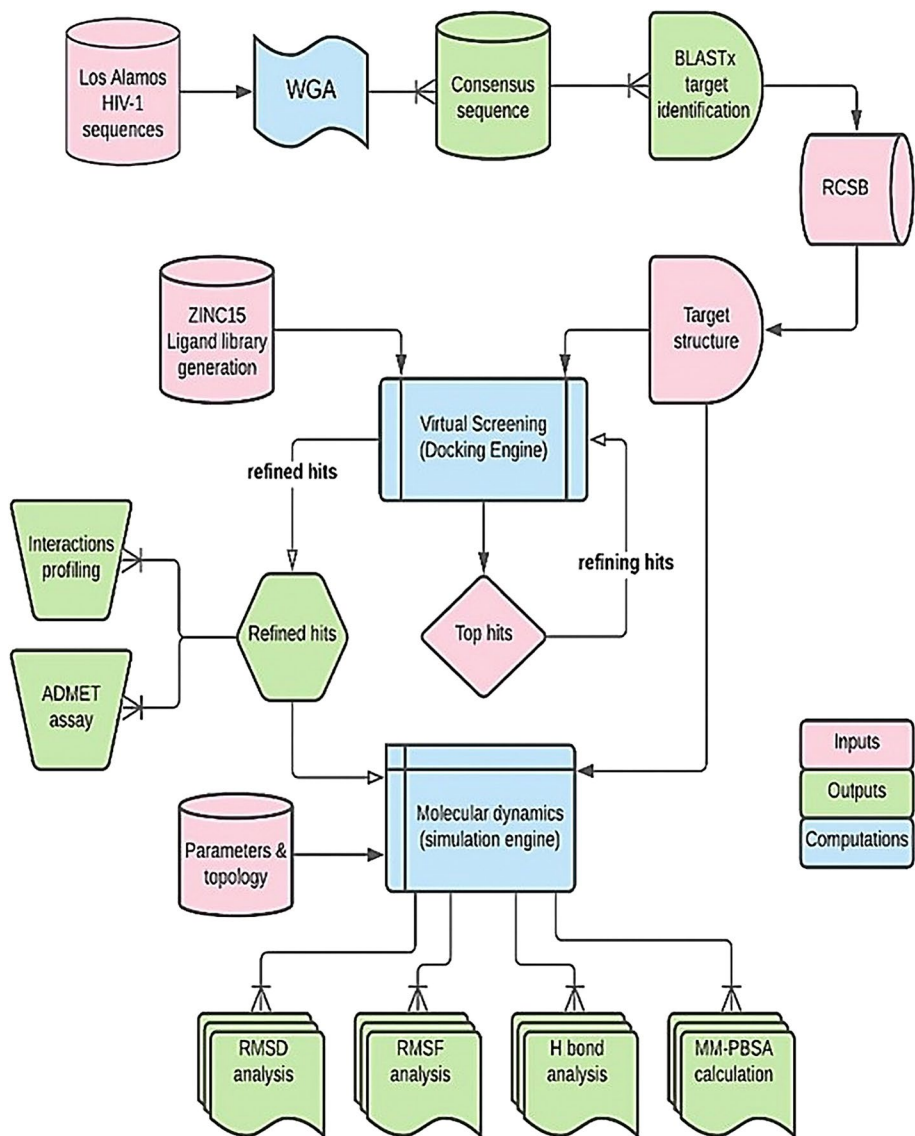 Los Alamos
HIV-1
sequences
WGA
Consensus
sequence
BLASTx
target
identification
RCSB
ZINC15
Ligand library
generation
Target
structure
Virtual Screening
(Docking Engine)
refined hits
Interactions
profiling
refining hits
Refined hits
Top hits
ADMET
assay
Inputs
Outputs
Computations
Molecular dynamics
(simulation engine)
Parameters &
topology
RMSD
analysis
RMSF
analysis
H bond
analysis
MM-PBSA
calculation